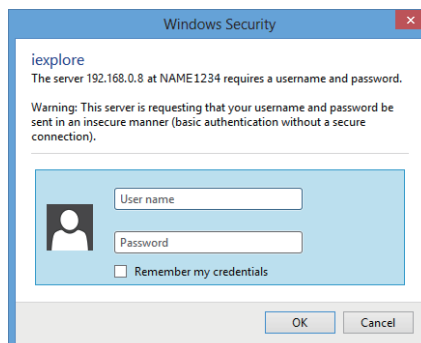 Windows Security
iexplore
The server 192.168.0.8 at NAME1234 requires a username and password.
Warning: This server is requesting that your username and password be
sent in an insecure manner (basic authentication without a secure
connection).
User name
Password
Remember my credentials
OK Cancel